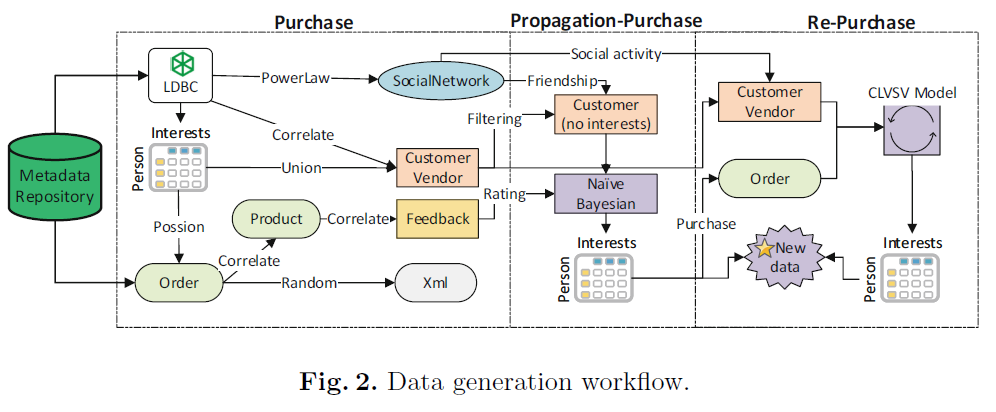 Purchase
Propagation-Purchase
Re-Purchase
Metadata
Repository
LDBC
PowerLaw
SocialNetwork
Social activity
Friendship
Interests
Person
Correlate
Union
Customer
Vendor
Filtering
Customer
(no interests)
Customer
Vendor
CLVSV Model
Possion
Product
Correlate
Feedback
Rating
Naïve
Bayesian
Order
Purchase
Correlate
Order
Random
Xml
Interests
Person
New
data
Interests
Person
Fig. 2. Data generation workflow.